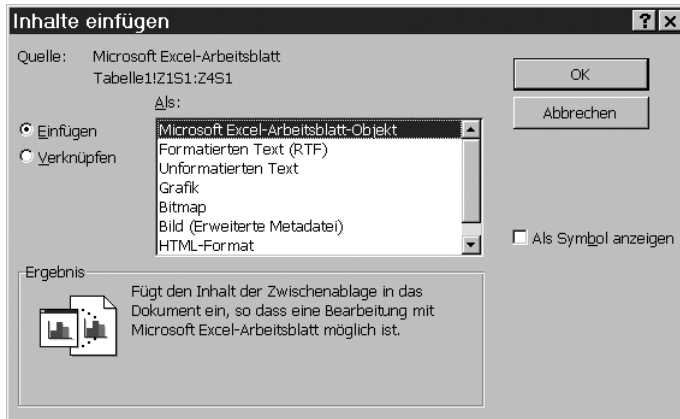 Inhalte einfügen
Quelle: Microsoft Excel-Arbeitsblatt
Tabelle1!Z1S1:Z4S1
Als:
Einfügen
Verknüpfen
Microsoft Excel-Arbeitsblatt-Objekt
Formatierten Text (RTF)
Unformatierten Text
Grafik
Bitmap
Bild (Erweiterte Metadatei)
HTML-Format
OK
Abbrechen
Als Symbol anzeigen
Ergebnis
Fügt den Inhalt der Zwischenablage in das
Dokument ein, so dass eine Bearbeitung mit
Microsoft Excel-Arbeitsblatt möglich ist.